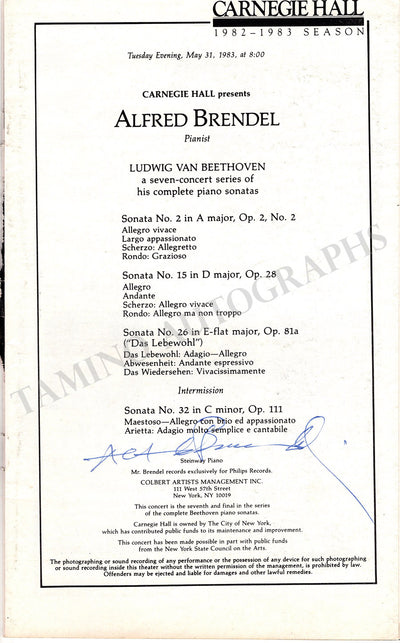 CARNEGIE HALL
1982–1983 SEASON
Tuesday Evening, May 31, 1983, at 8:00
CARNEGIE HALL presents
ALFRED BRENDEL
Pianist
LUDWIG VAN BEETHOVEN
a seven-concert series of
his complete piano sonatas
Sonata No. 2 in A major, Op. 2, No. 2
Allegro vivace
Largo appassionato
Scherzo: Allegretto
Rondo: Grazioso
Sonata No. 15 in D major, Op. 28
Allegro
Andante
Scherzo: Allegro vivace
Rondo: Allegro ma non troppo
Sonata No. 26 in E-flat major, Op. 81a
("Das Lebewohl")
Das Lebewohl: Adagio—Allegro
Abwesenheit: Andante espressivo
Das Wiedersehen: Vivacissimamente
Intermission
Sonata No. 32 in C minor, Op. 111
Maestoso—Allegro con brio ed appassionato
Arietta: Adagio molto semplice e cantabile
Steinway Piano
Mr. Brendel records exclusively for Philips Records.
COLBERT ARTISTS MANAGEMENT INC.
111 West 57th Street
New York, NY 10019
This concert is the seventh and final in the series
of the complete Beethoven piano sonatas.
Carnegie Hall is owned by The City of New York,
which has contributed public funds to its maintenance and improvement.
This concert has been made possible in part with public funds
from the New York State Council on the Arts.
The photographing or sound recording of any performance or the possession of any device for such photographing
or sound recording inside this theater without the written permission of the management, is prohibited by law.
Offenders may be ejected and liable for damages and other lawful remedies.
TAMINO AUTOGRAPHS